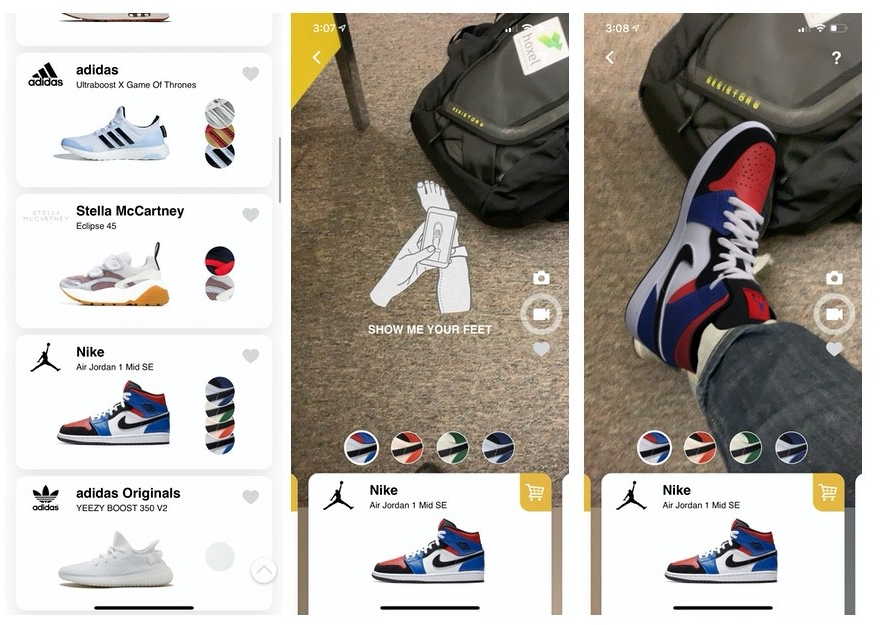 adidas
adidas
Ultraboost X Game Of Thrones
STELLA
McCARTNEY
Stella McCartney
Eclipse 45
Nike
Air Jordan 1 Mid SE
adidas
adidas Originals
YEEZY BOOST 350 V2
3:07
hoxel
SHOW ME YOUR FEET
Nike
Air Jordan 1 Mid SE
3:08
?
Nike
Air Jordan 1 Mid SE